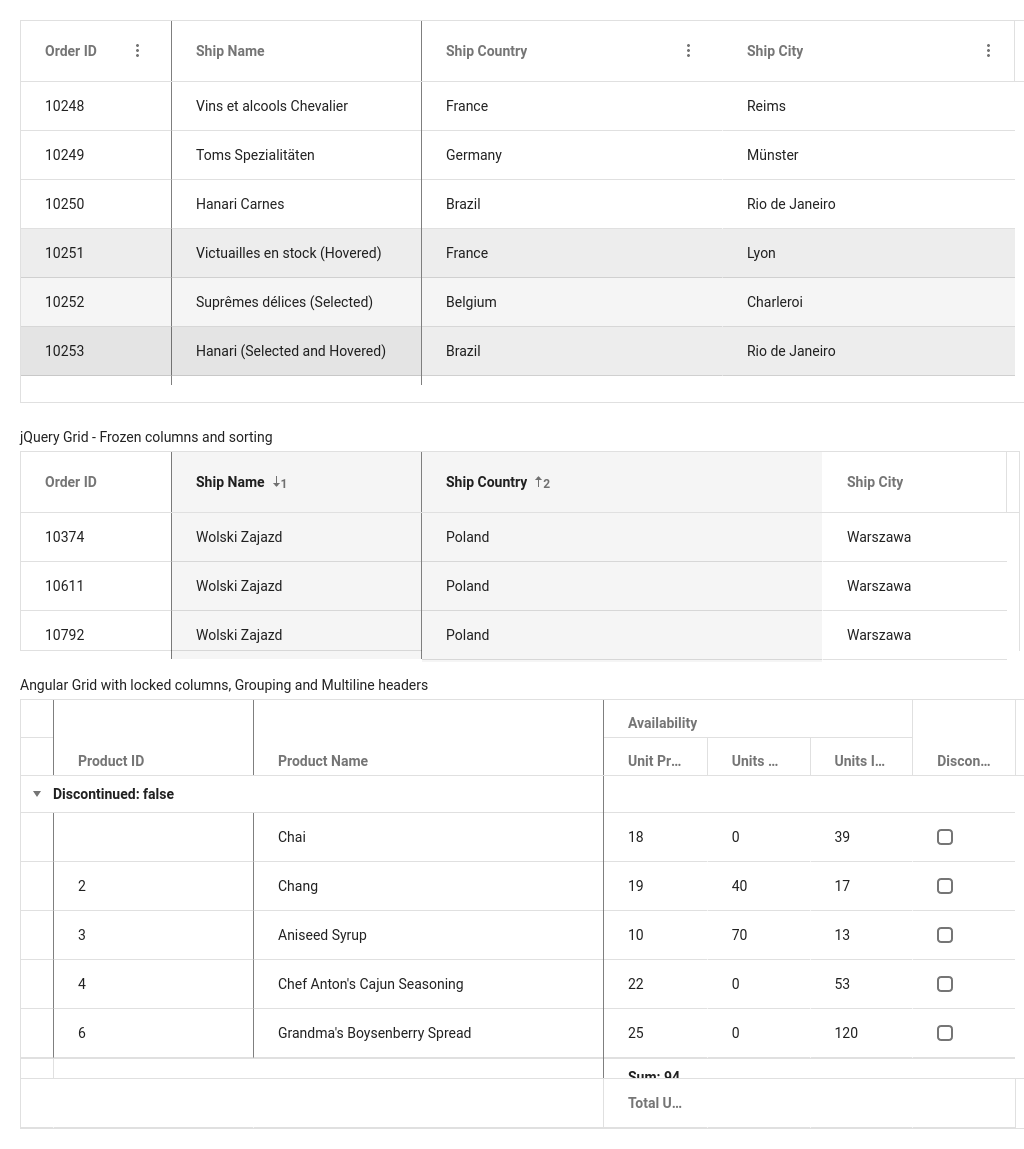 Order ID Ship Name Ship Country Ship City
10248 Vins et alcools Chevalier France Reims
10249 Toms Spezialitäten Germany Münster
10250 Hanari Carnes Brazil Rio de Janeiro
10251 Victuailles en stock (Hovered) France Lyon
10252 Suprêmes délices (Selected) Belgium Charleroi
10253 Hanari (Selected and Hovered) Brazil Rio de Janeiro
jQuery Grid - Frozen columns and sorting
Order ID Ship Name ↓1 Ship Country ↑2 Ship City
10374 Wolski Zajazd Poland Warszawa
10611 Wolski Zajazd Poland Warszawa
10792 Wolski Zajazd Poland Warszawa
Angular Grid with locked columns, Grouping and Multiline headers
Availability
Product ID Product Name Unit Pr... Units ... Units I... Discon...
Discontinued: false
Chai 18 0 39
2 Chang 19 40 17
3 Aniseed Syrup 10 70 13
4 Chef Anton's Cajun Seasoning 22 0 53
6 Grandma's Boysenberry Spread 25 0 120
Sum: 94
Total U...